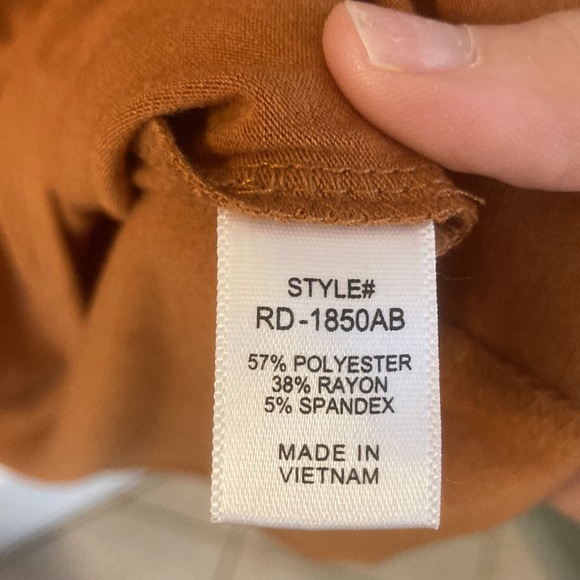 STYLE#
RD-1850AB
57% POLYESTER
38% RAYON
5% SPANDEX
MADE IN
VIETNAM